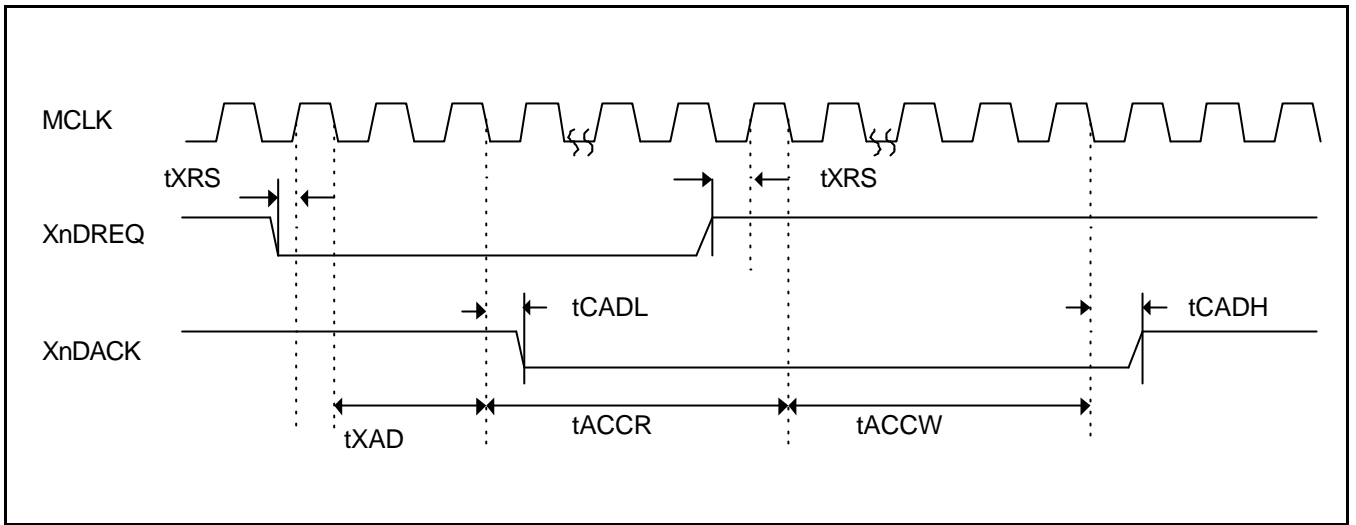 MCLK
tXRS tXRS
XnDREQ
tCADL tCADH
XnDACK
tXAD tACCR tACCW